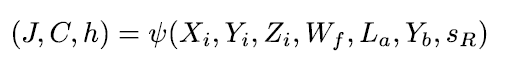 (J, C, h) = ψ(X_i, Y_i, Z_i, W_f, L_a, Y_b, s_R)